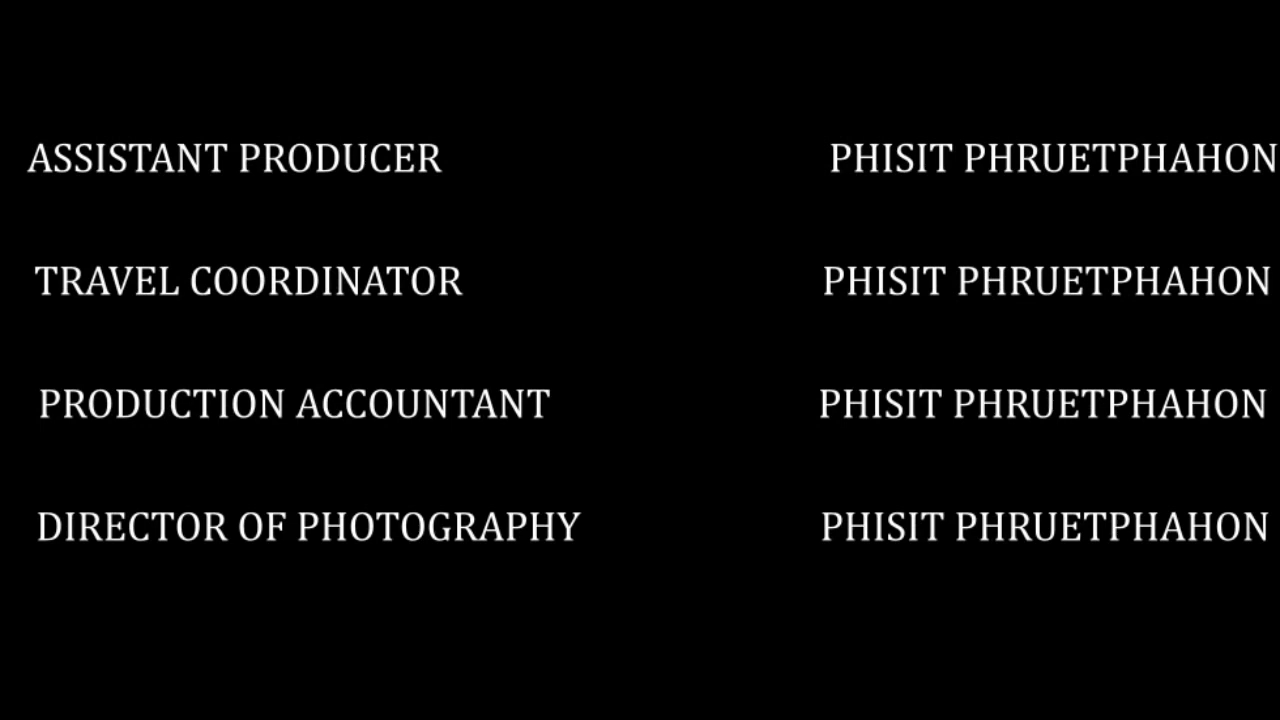 ASSISTANT PRODUCER PHISIT PHRUETPHAHON
TRAVEL COORDINATOR PHISIT PHRUETPHAHON
PRODUCTION ACCOUNTANT PHISIT PHRUETPHAHON
DIRECTOR OF PHOTOGRAPHY PHISIT PHRUETPHAHON